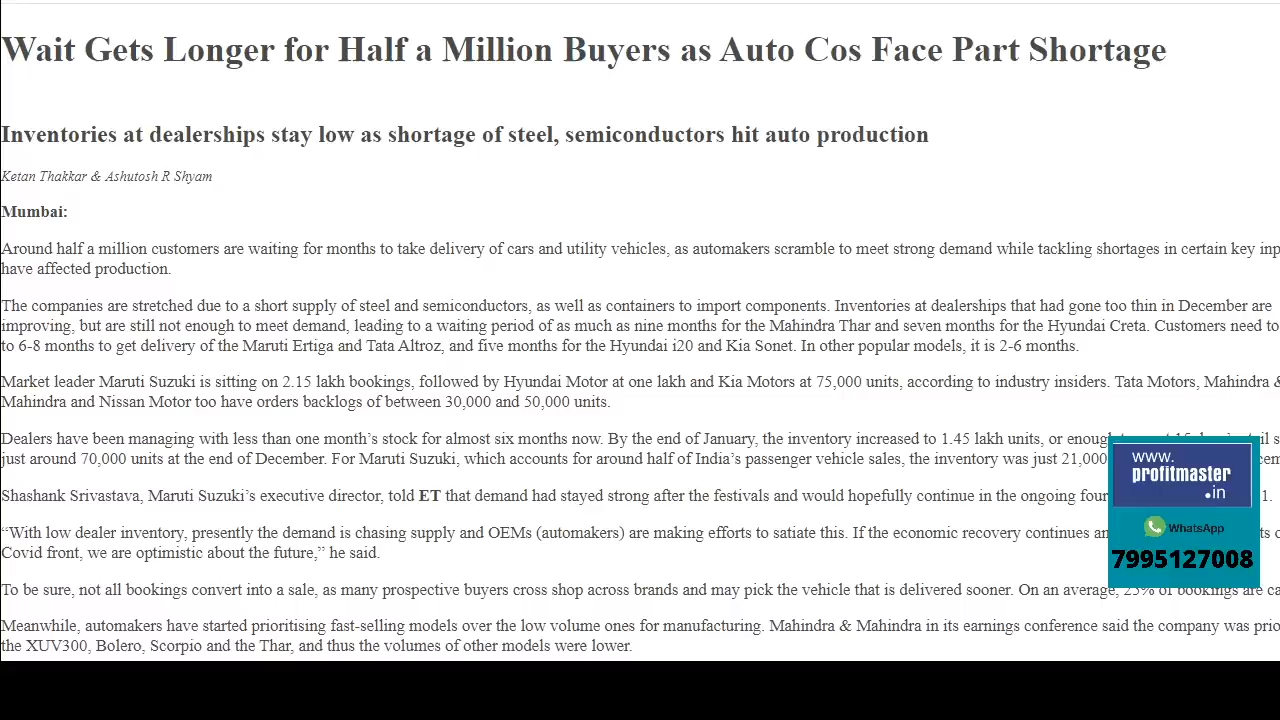 Wait Gets Longer for Half a Million Buyers as Auto Cos Face Part Shortage
Inventories at dealerships stay low as shortage of steel, semiconductors hit auto production
Ketan Thakkar & Ashutosh R Shyam
Mumbai:
Around half a million customers are waiting for months to take delivery of cars and utility vehicles, as automakers scramble to meet strong demand while tackling shortages in certain key inp
have affected production.
The companies are stretched due to a short supply of steel and semiconductors, as well as containers to import components. Inventories at dealerships that had gone too thin in December are
improving, but are still not enough to meet demand, leading to a waiting period of as much as nine months for the Mahindra Thar and seven months for the Hyundai Creta. Customers need to
to 6-8 months to get delivery of the Maruti Ertiga and Tata Altroz, and five months for the Hyundai i20 and Kia Sonet. In other popular models, it is 2-6 months.
Market leader Maruti Suzuki is sitting on 2.15 lakh bookings, followed by Hyundai Motor at one lakh and Kia Motors at 75,000 units, according to industry insiders. Tata Motors, Mahindra &
Mahindra and Nissan Motor too have orders backlogs of between 30,000 and 50,000 units.
Dealers have been managing with less than one month’s stock for almost six months now. By the end of January, the inventory increased to 1.45 lakh units, or
just around 70,000 units at the end of December. For Maruti Suzuki, which accounts for around half of India’s passenger vehicle sales, the inventory was just 21,000
Shashank Srivastava, Maruti Suzuki’s executive director, told ET that demand had stayed strong after the festivals and would hopefully continue in the ongoing four 1.
“With low dealer inventory, presently the demand is chasing supply and OEMs (automakers) are making efforts to satiate this. If the economic recovery continues an
Covid front, we are optimistic about the future,” he said.
To be sure, not all bookings convert into a sale, as many prospective buyers cross shop across brands and may pick the vehicle that is delivered sooner. On an average, 25% of bookings are ca
Meanwhile, automakers have started prioritising fast-selling models over the low volume ones for manufacturing. Mahindra & Mahindra in its earnings conference said the company was prio
the XUV300, Bolero, Scorpio and the Thar, and thus the volumes of other models were lower.
www.
profitmaster
.in
WhatsApp
7995127008